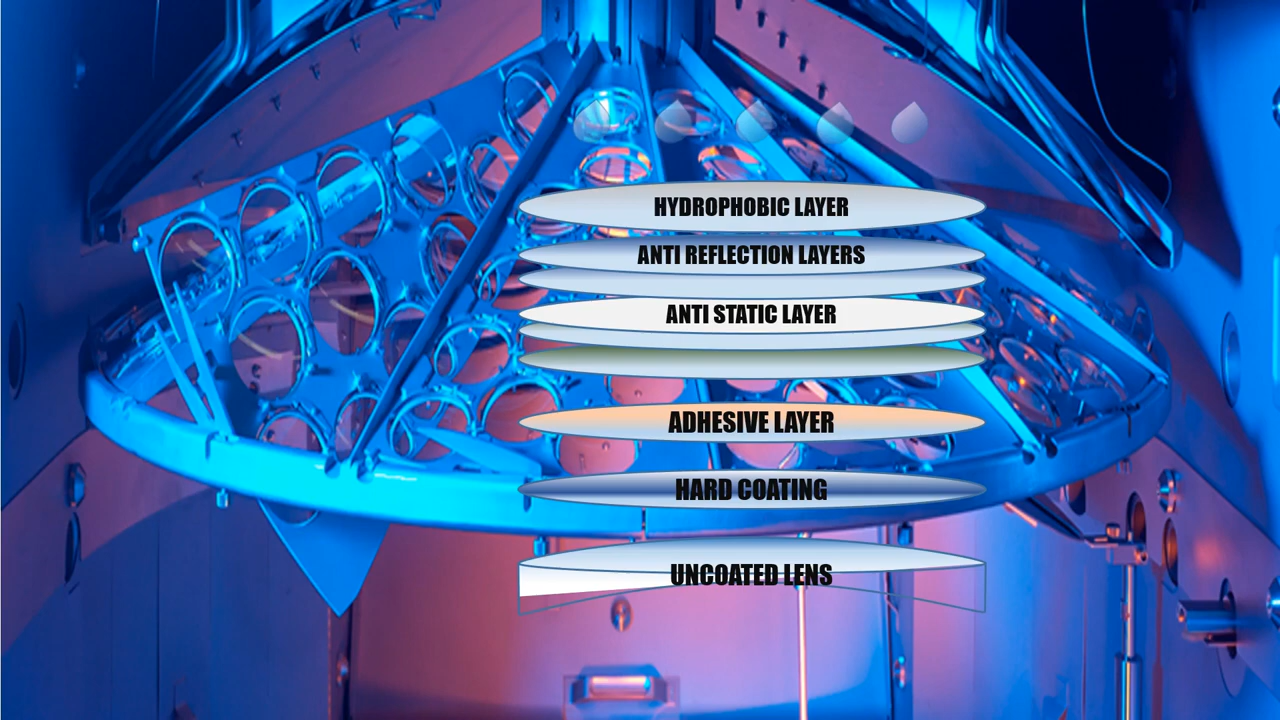 HYDROPHOBIC LAYER
ANTI REFLECTION LAYERS
ANTI STATIC LAYER
ADHESIVE LAYER
HARD COATING
UNCOATED LENS